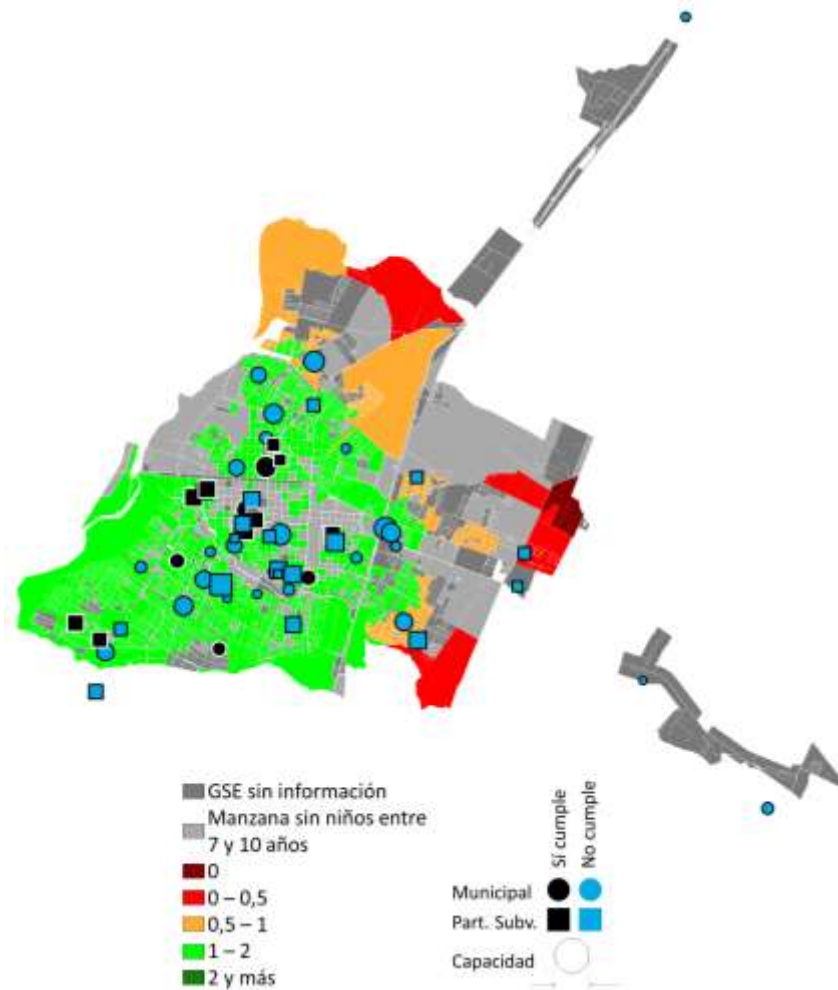 GSE sin información
Manzana sin niños entre
7 y 10 años
0
0 – 0,5
0,5 – 1
1 – 2
2 y más
Sí cumple
No cumple
Municipal
Part. Subv.
Capacidad